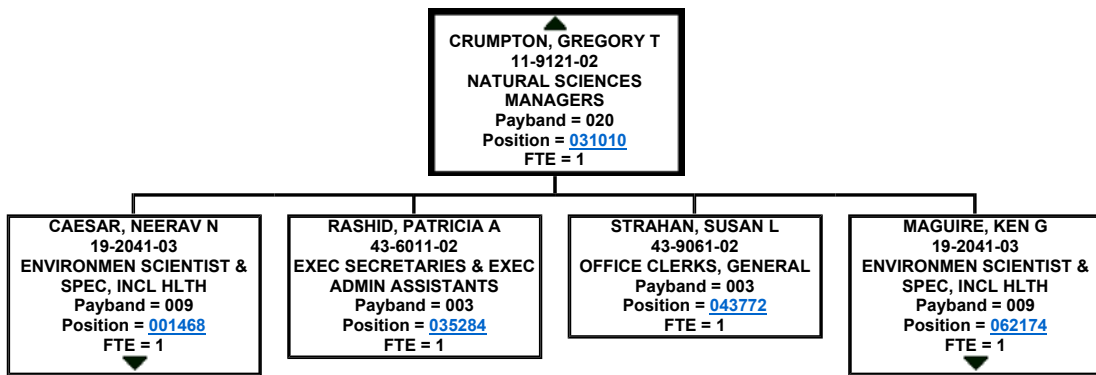 CRUMPTON, GREGORY T
11-9121-02
NATURAL SCIENCES
MANAGERS
Payband = 020
Position = 031010
FTE = 1
CAESAR, NEERAV N
19-2041-03
ENVIRONMEN SCIENTIST &
SPEC, INCL HLTH
Payband = 009
Position = 001468
FTE = 1
RASHID, PATRICIA A
43-6011-02
EXEC SECRETARIES & EXEC
ADMIN ASSISTANTS
Payband = 003
Position = 035284
FTE = 1
STRAHAN, SUSAN L
43-9061-02
OFFICE CLERKS, GENERAL
Payband = 003
Position = 043772
FTE = 1
MAGUIRE, KEN G
19-2041-03
ENVIRONMEN SCIENTIST &
SPEC, INCL HLTH
Payband = 009
Position = 062174
FTE = 1